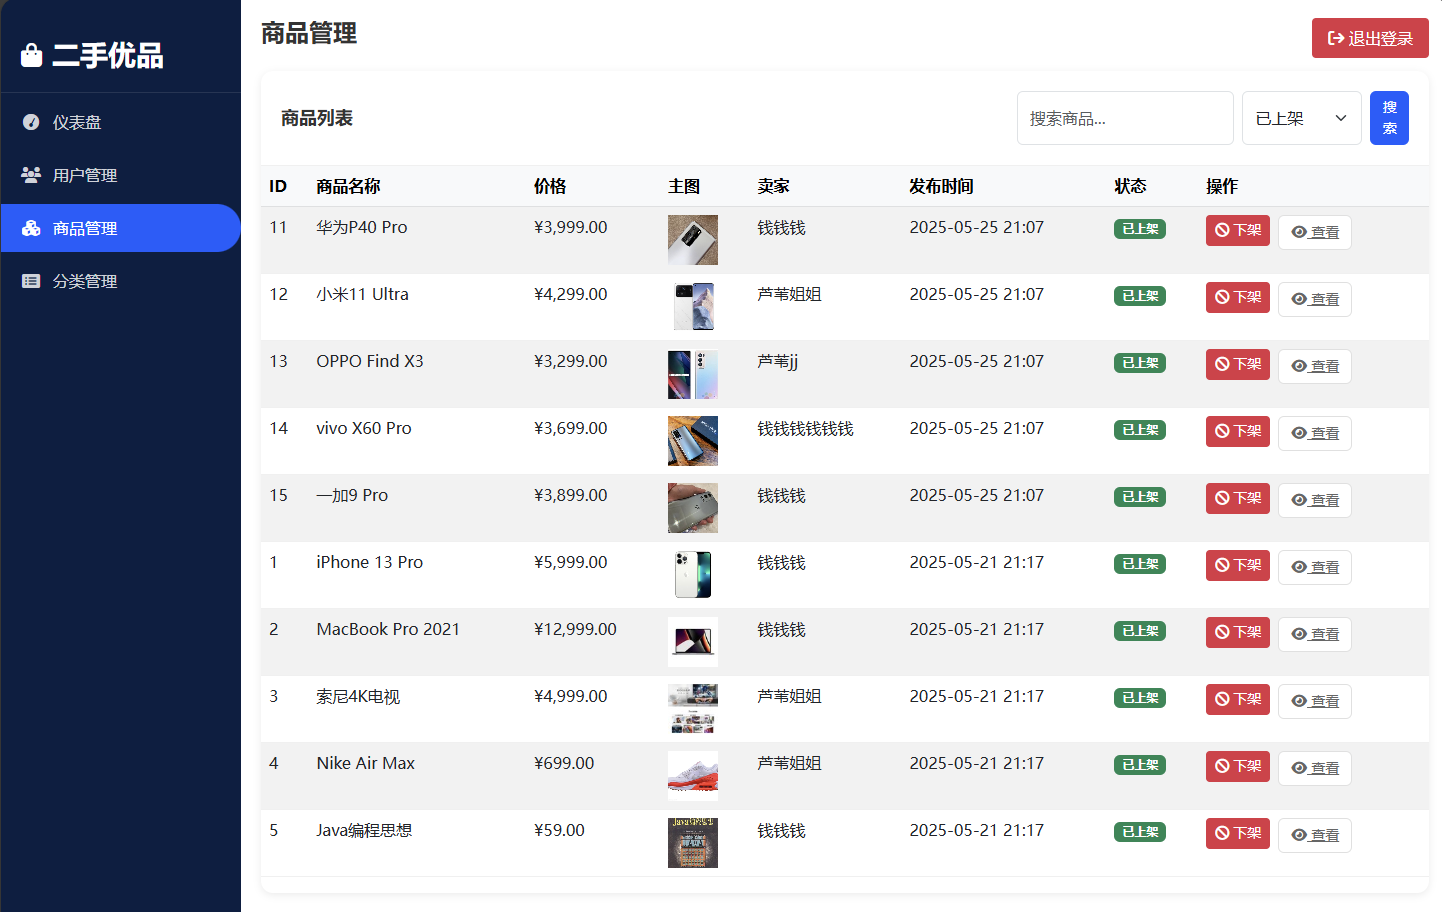 二手优品
仪表盘
用户管理
商品管理
分类管理
商品管理
退出登录
商品列表
搜索商品...
已上架
搜索
ID 商品名称 价格 主图 卖家 发布时间 状态 操作
11 华为P40 Pro ¥3,999.00 钱钱钱 2025-05-25 21:07 已上架 下架 查看
12 小米11 Ultra ¥4,299.00 芦苇姐姐 2025-05-25 21:07 已上架 下架 查看
13 OPPO Find X3 ¥3,299.00 芦苇jj 2025-05-25 21:07 已上架 下架 查看
14 vivo X60 Pro ¥3,699.00 钱钱钱钱钱钱 2025-05-25 21:07 已上架 下架 查看
15 一加9 Pro ¥3,899.00 钱钱钱 2025-05-25 21:07 已上架 下架 查看
1 iPhone 13 Pro ¥5,999.00 钱钱钱 2025-05-21 21:17 已上架 下架 查看
2 MacBook Pro 2021 ¥12,999.00 钱钱钱 2025-05-21 21:17 已上架 下架 查看
3 索尼4K电视 ¥4,999.00 芦苇姐姐 2025-05-21 21:17 已上架 下架 查看
4 Nike Air Max ¥699.00 芦苇姐姐 2025-05-21 21:17 已上架 下架 查看
5 Java编程思想 ¥59.00 钱钱钱 2025-05-21 21:17 已上架 下架 查看